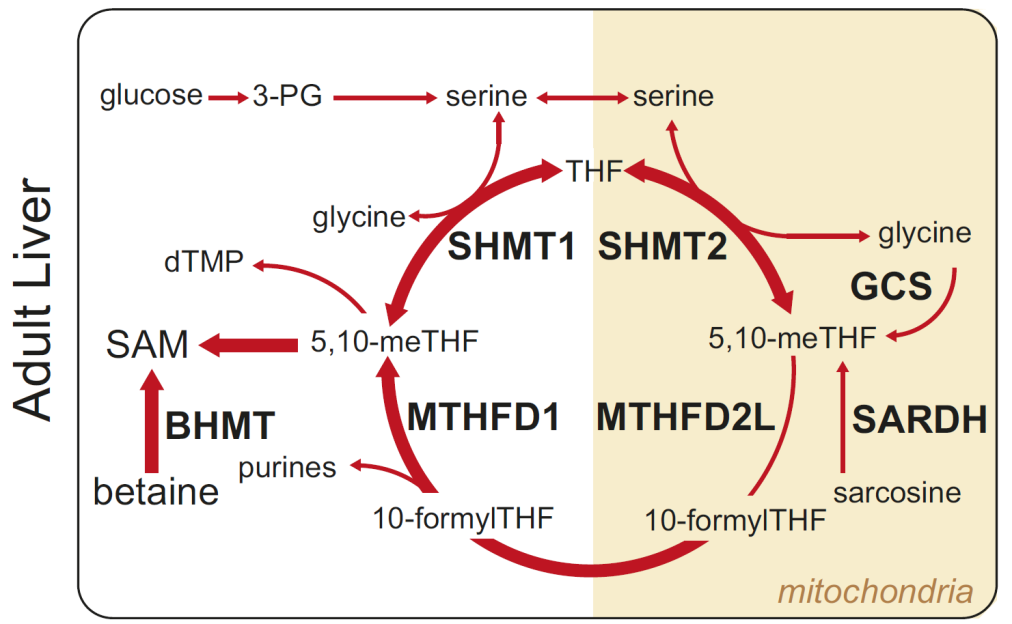 Adult Liver
glucose
3-PG
serine
serine
THF
glycine
SHMT1
SHMT2
glycine
dTMP
GCS
SAM
5,10-meTHF
5,10-meTHF
BHMT
MTHFD1
MTHFD2L
SARDH
purines
betaine
sarcosine
10-formylTHF
10-formylTHF
mitochondria